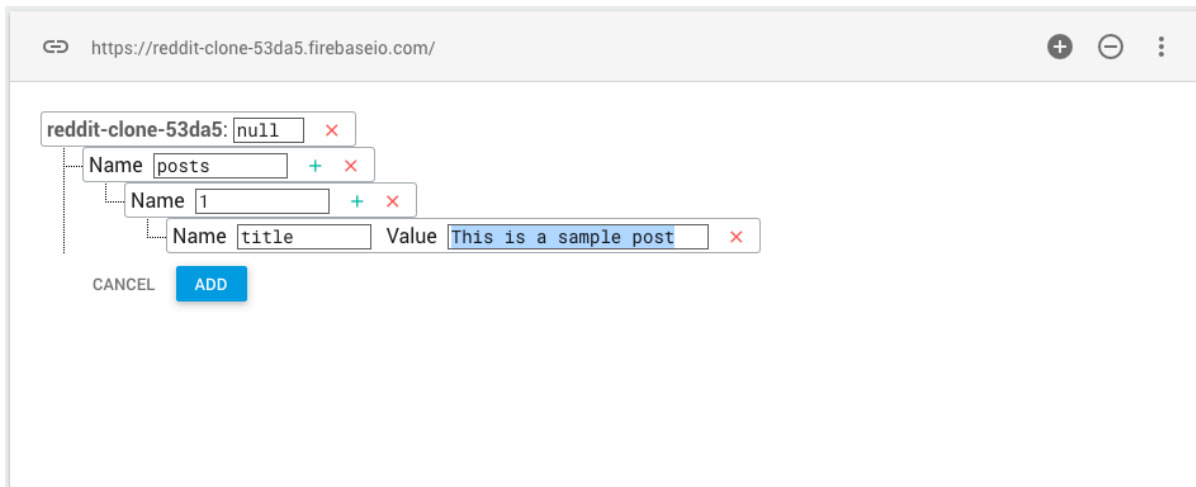 https://reddit-clone-53da5.firebaseio.com/
reddit-clone-53da5: null
Name posts
Name 1
Name title Value This is a sample post
CANCEL ADD